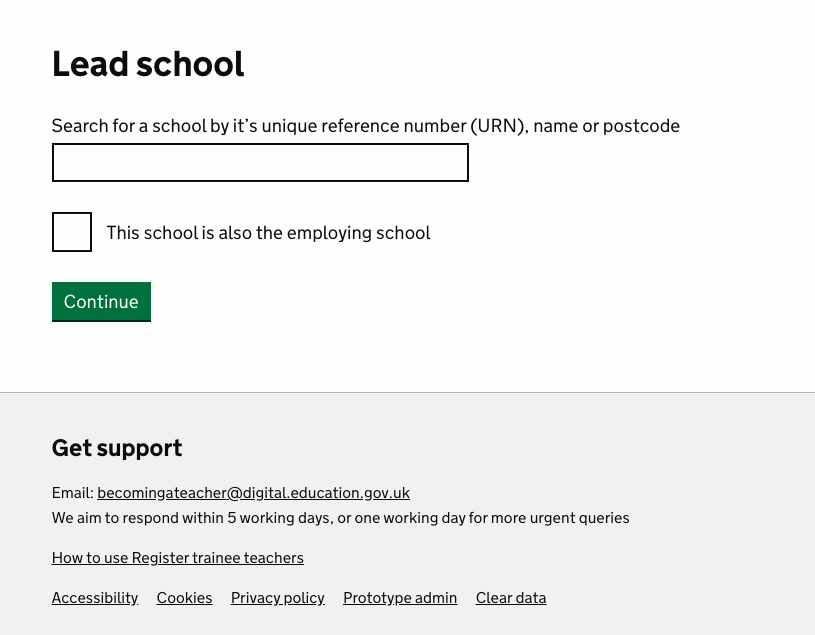 Lead school
Search for a school by it’s unique reference number (URN), name or postcode
This school is also the employing school
Continue
Get support
Email: becomingateacher@digital.education.gov.uk
We aim to respond within 5 working days, or one working day for more urgent queries
How to use Register trainee teachers
Accessibility Cookies Privacy policy Prototype admin Clear data